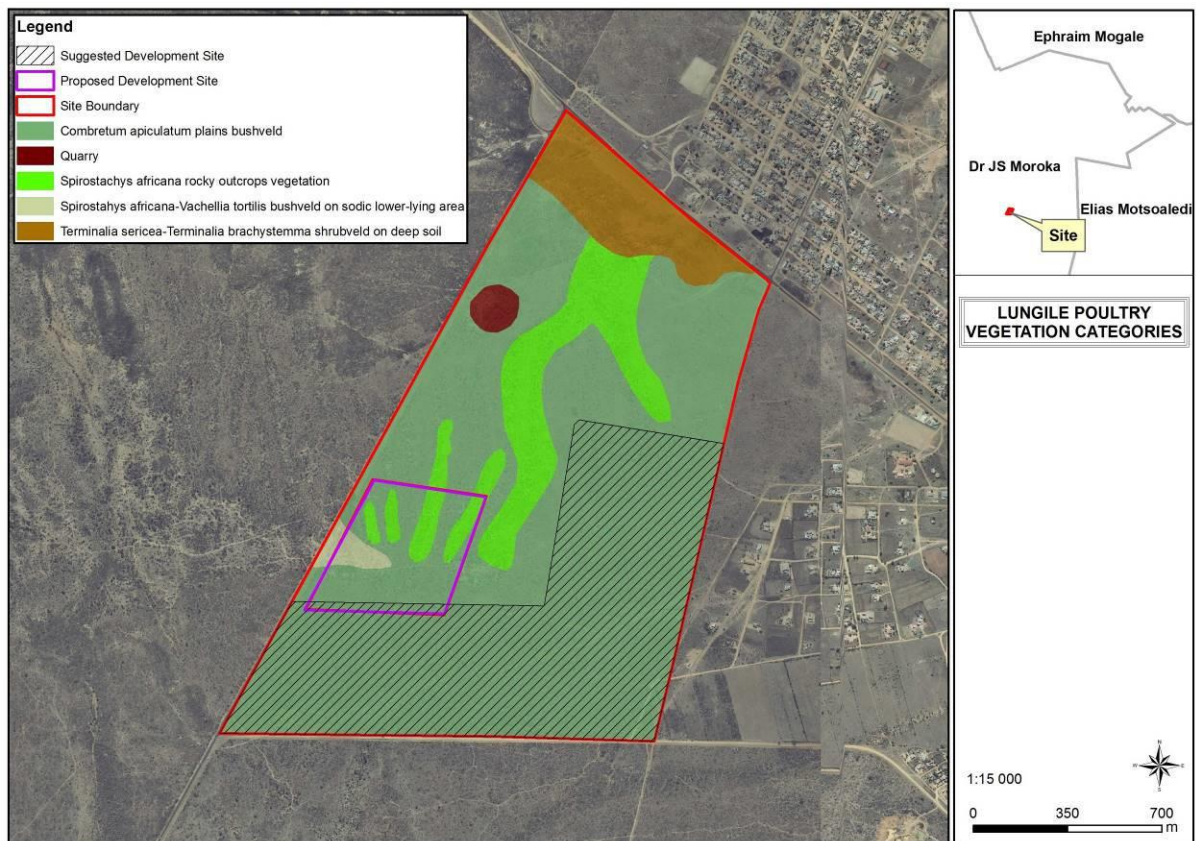 Legend
Suggested Development Site
Proposed Development Site
Site Boundary
Combretum apiculatum plains bushveld
Quarry
Spirostachys africana rocky outcrops vegetation
Spirostahys africana-Vachellia tortilis bushveld on sodic lower-lying area
Terminalia sericea-Terminalia brachystemma shrubveld on deep soil
Ephraim Mogale
Dr JS Moroka
Elias Motsoaledi
Site
LUNGILE POULTRY
VEGETATION CATEGORIES
N
W E
S
1:15 000
0 350 700
m